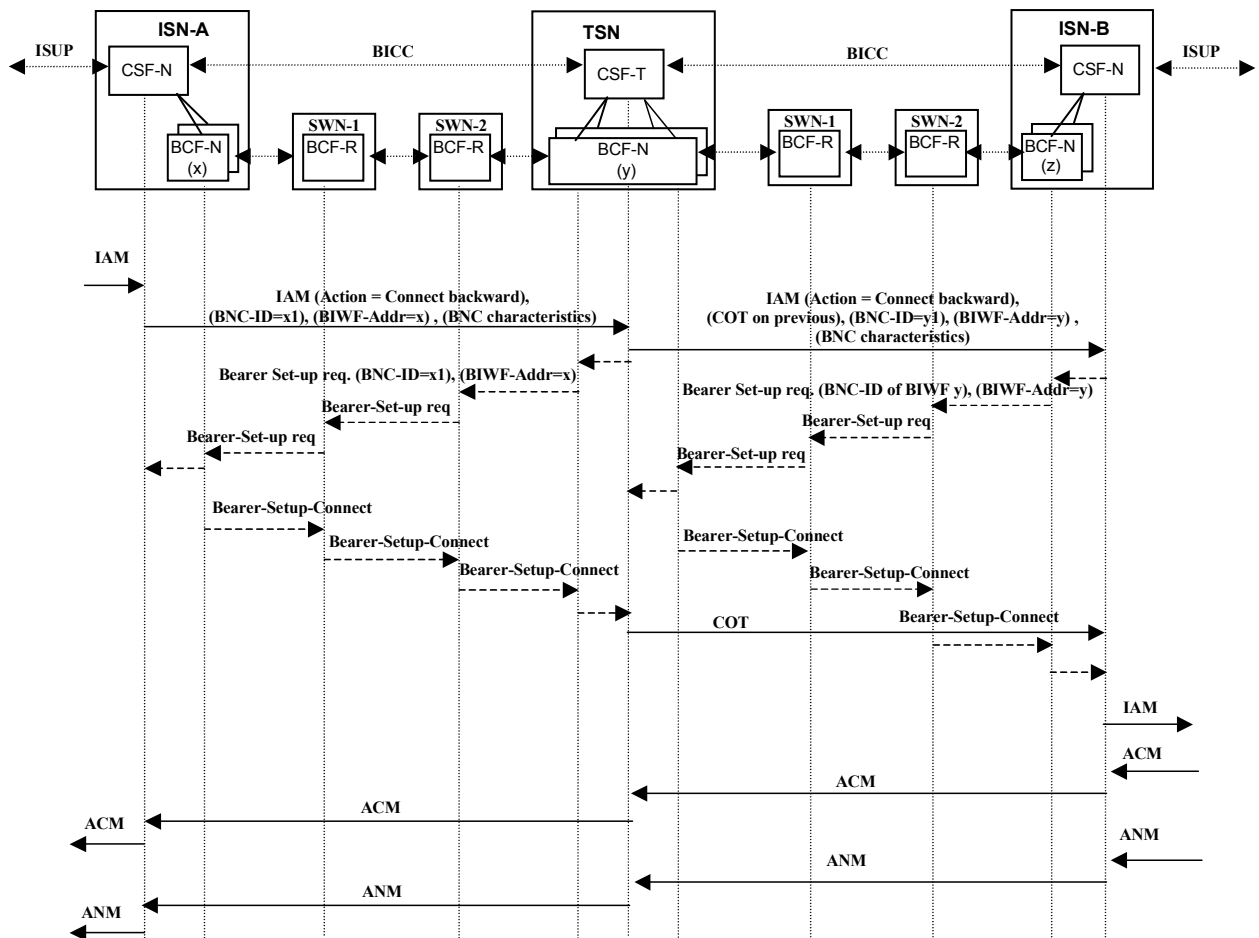 ISN-A
TSN
ISN-B
ISUP
BICC
BICC
ISUP
CSF-N
CSF-T
CSF-N
SWN-1
SWN-2
SWN-1
SWN-2
BCF-N
(x)
BCF-R
BCF-R
BCF-N
(y)
BCF-R
BCF-R
BCF-N
(z)
IAM
IAM (Action = Connect backward),
(BNC-ID=x1), (BIWF-Addr=x) , (BNC characteristics)
IAM (Action = Connect backward),
(COT on previous), (BNC-ID=y1), (BIWF-Addr=y) ,
(BNC characteristics)
Bearer Set-up req. (BNC-ID=x1), (BIWF-Addr=x)
Bearer Set-up req. (BNC-ID of BIWF y), (BIWF-Addr=y)
Bearer-Set-up req
Bearer-Set-up req
Bearer-Set-up req
Bearer-Set-up req
Bearer-Setup-Connect
Bearer-Setup-Connect
Bearer-Setup-Connect
Bearer-Setup-Connect
Bearer-Setup-Connect
COT
Bearer-Setup-Connect
IAM
ACM
ACM
ACM
ACM
ANM
ANM
ANM
ANM